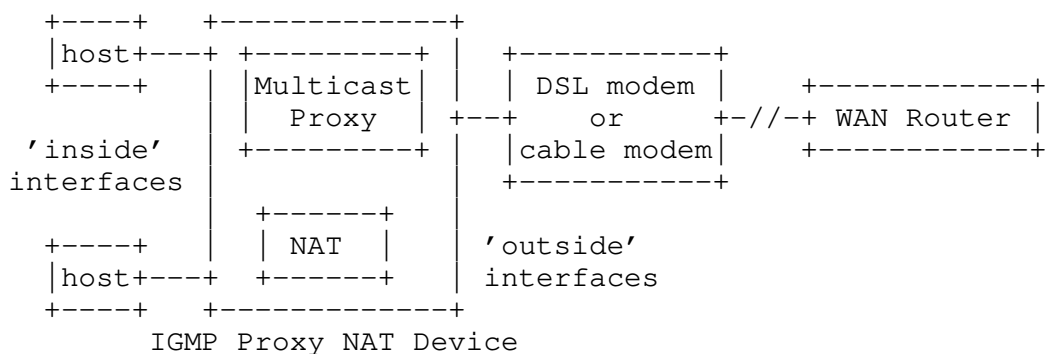 host
Multicast
Proxy
DSL modem
or
cable modem
WAN Router
'inside'
interfaces
NAT
'outside'
interfaces
host
IGMP Proxy NAT Device